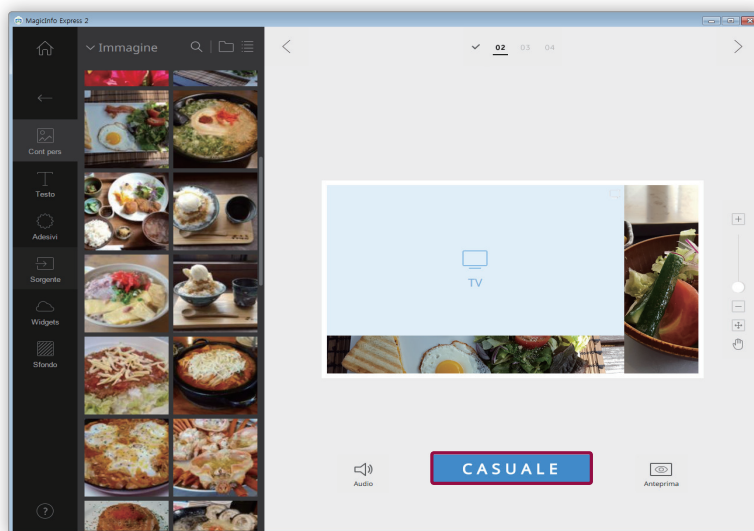 MagicInfo Express 2
Immagine
02 03 04
Cont pers
Testo
Adesivi
Sorgente
Widgets
Sfondo
?
TV
Audio
CASUALE
Anteprima